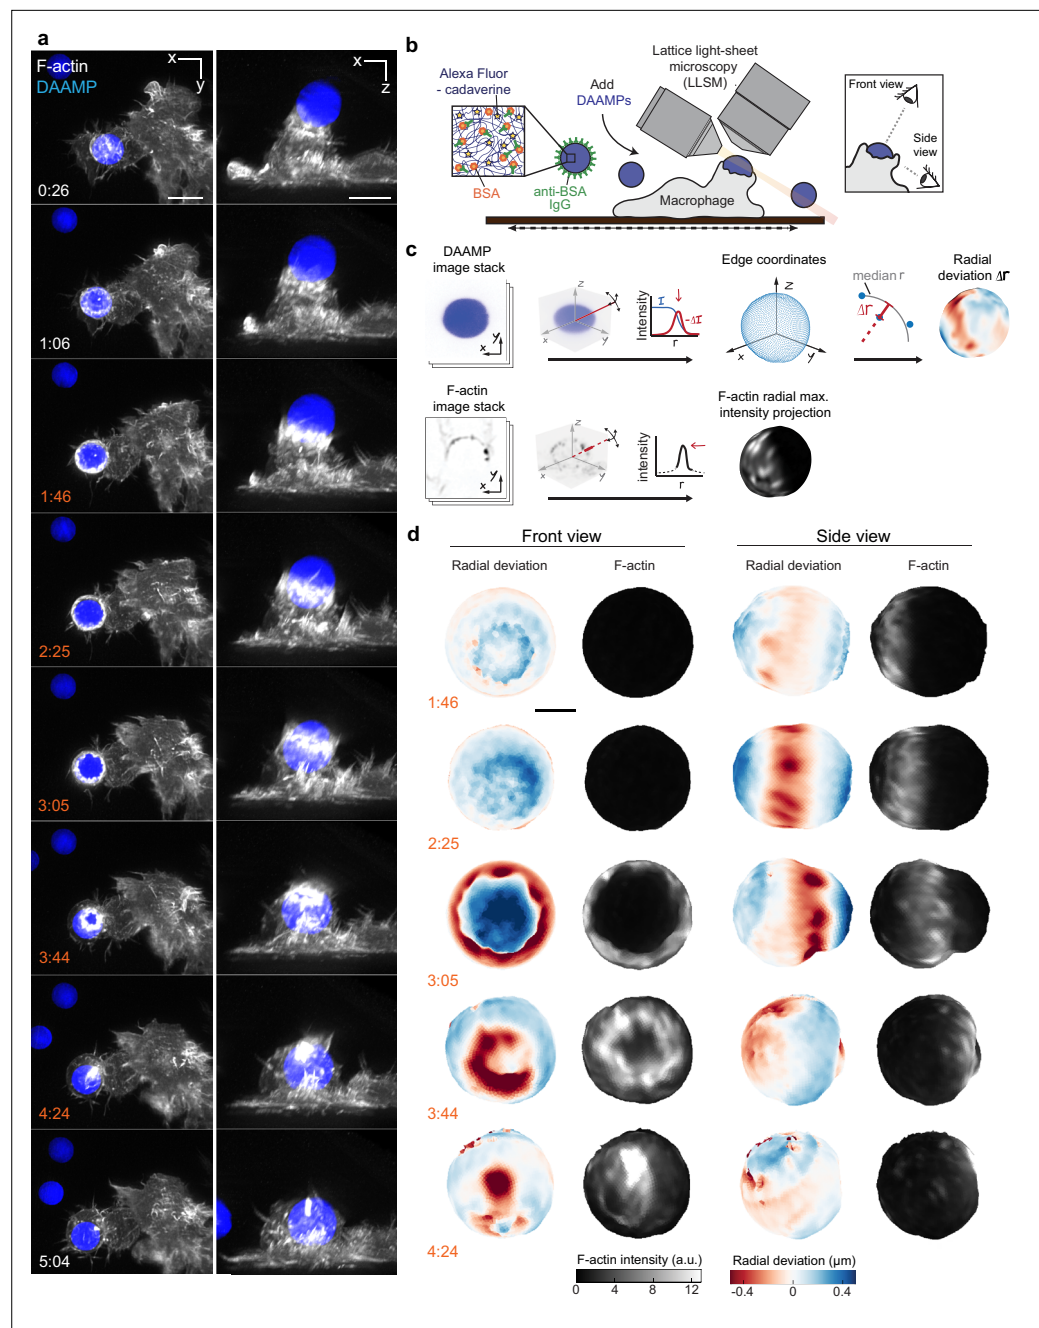 a
F-actin
DAAMP
x
y
x
z
0:26
1:06
1:46
2:25
3:05
3:44
4:24
5:04
b
Alexa Fluor
- cadaverine
BSA
anti-BSA
IgG
Add
DAAMPs
Lattice light-sheet
microscopy
(LLSM)
Macrophage
Front view
Side
view
c
DAAMP
image stack
x
y
z
x
y
Intensity
I
-ΔI
r
Edge coordinates
z
x
y
median r
Δr
Radial
deviation Δr
F-actin
image stack
x
y
z
x
y
intensity
r
F-actin radial max.
intensity projection
d
Front view
Side view
Radial deviation
F-actin
Radial deviation
F-actin
1:46
2:25
3:05
3:44
4:24
F-actin intensity (a.u.)
0
4
8
12
Radial deviation (µm)
-0.4
0
0.4